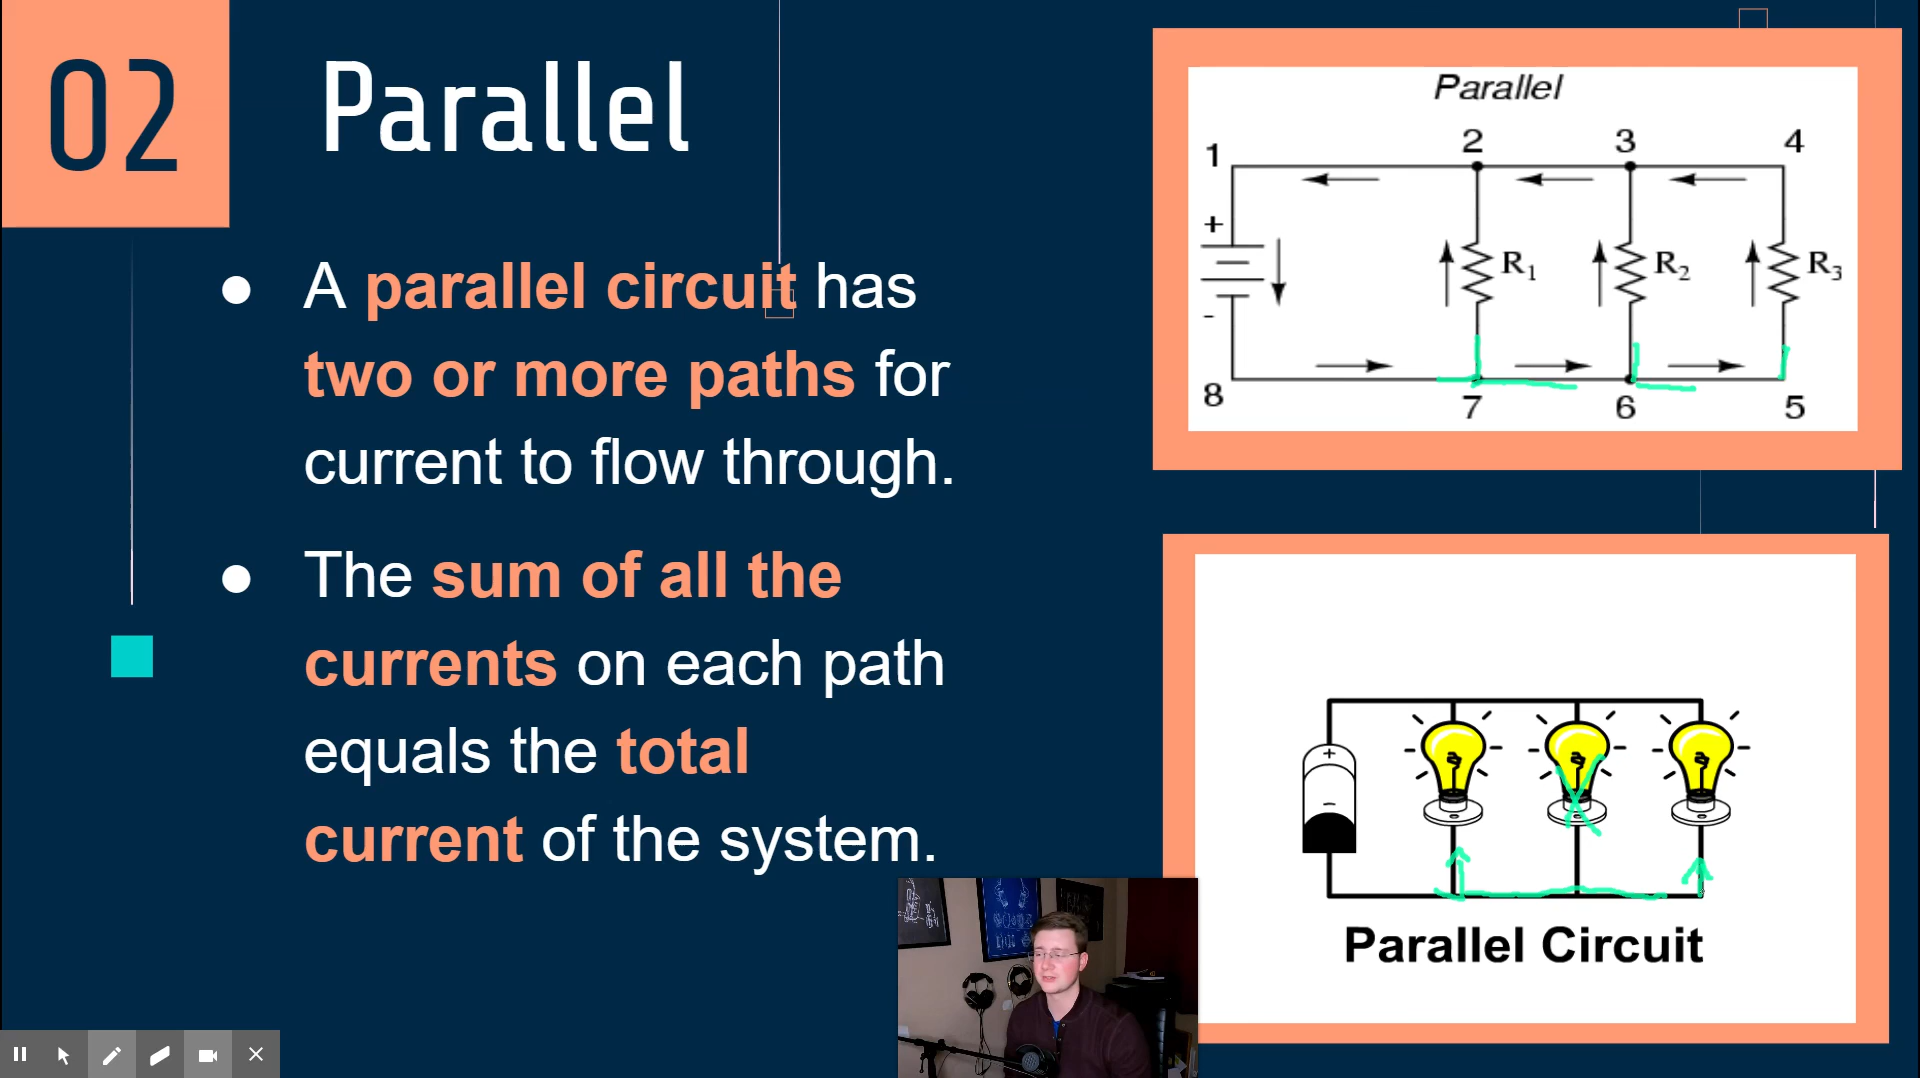 02
Parallel
● A parallel circuit has
two or more paths for
current to flow through.
● The sum of all the
currents on each path
equals the total
current of the system.
Parallel
1 2 3 4
+
R₁ R₂ R₃
-
8 7 6 5
+
−
Parallel Circuit